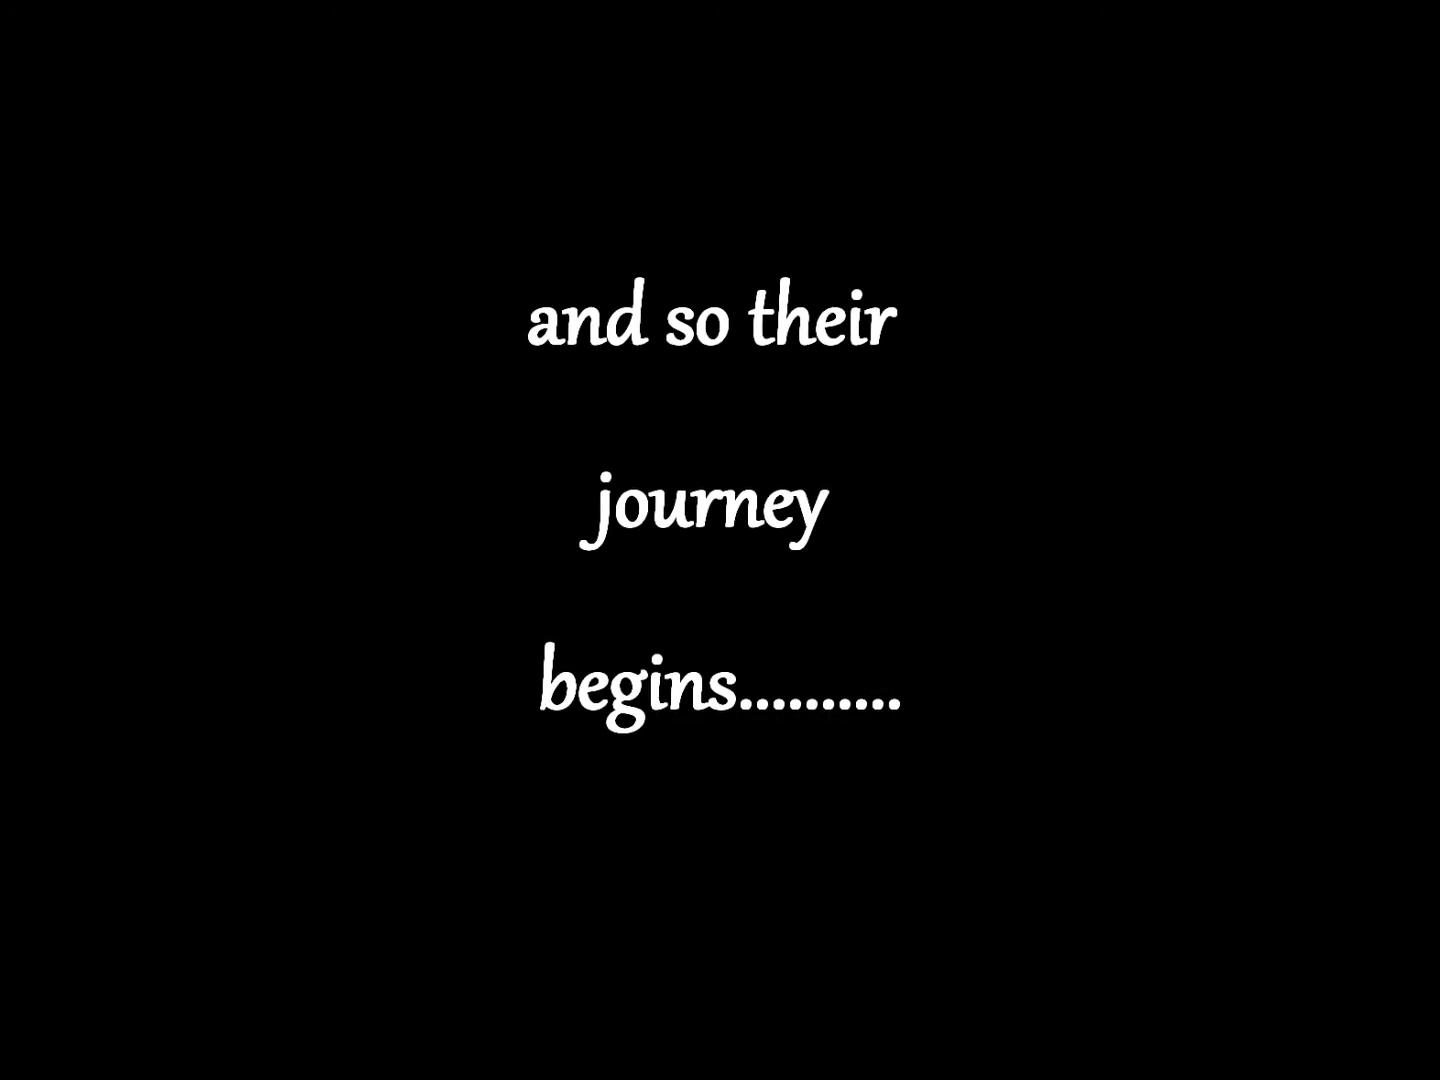 and so their
journey
begins..........